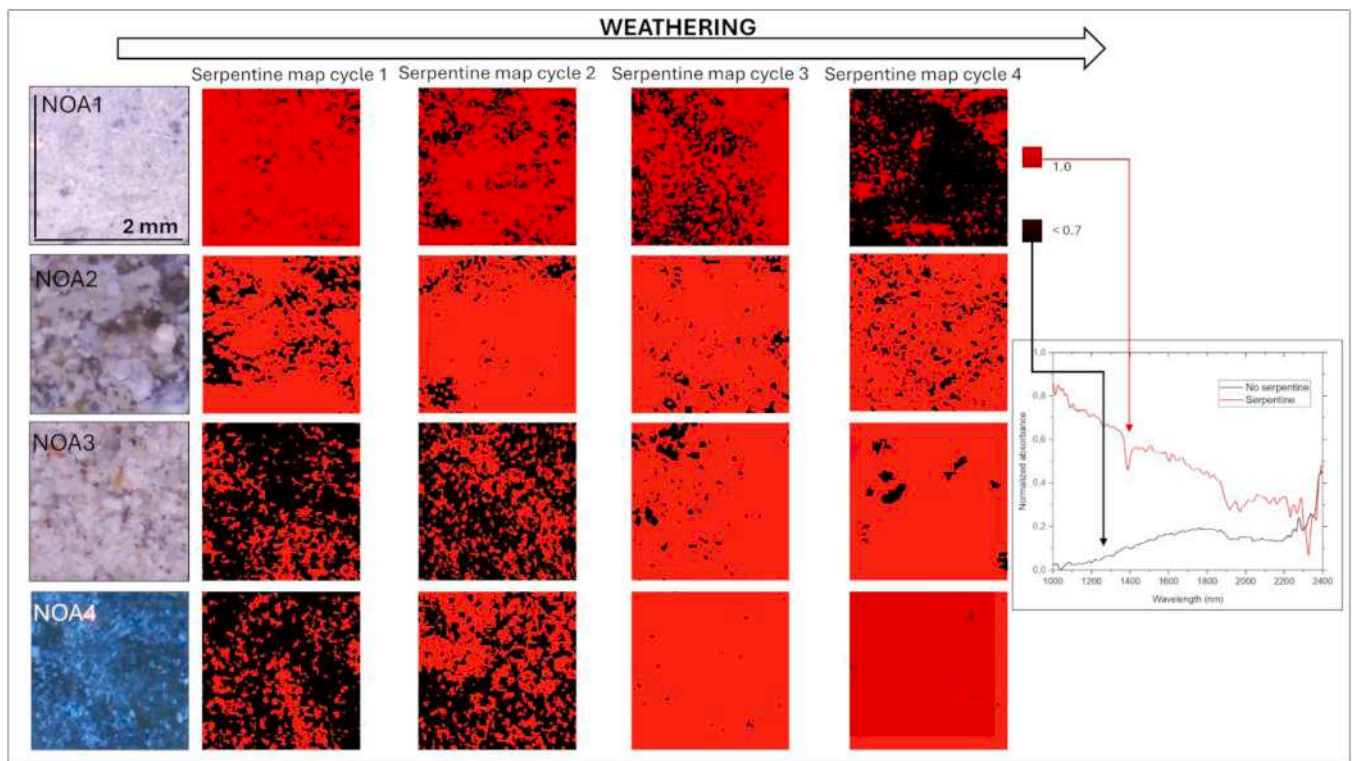 WEATHERING
Serpentine map cycle 1
Serpentine map cycle 2
Serpentine map cycle 3
Serpentine map cycle 4
NOA1
2 mm
1.0
< 0.7
NOA2
NOA3
NOA4
1,0
0,8
0,6
0,4
0,2
0,0
Normalized absorbance
No serpentine
Serpentine
1000 1200 1400 1600 1800 2000 2200 2400
Wavelength (nm)